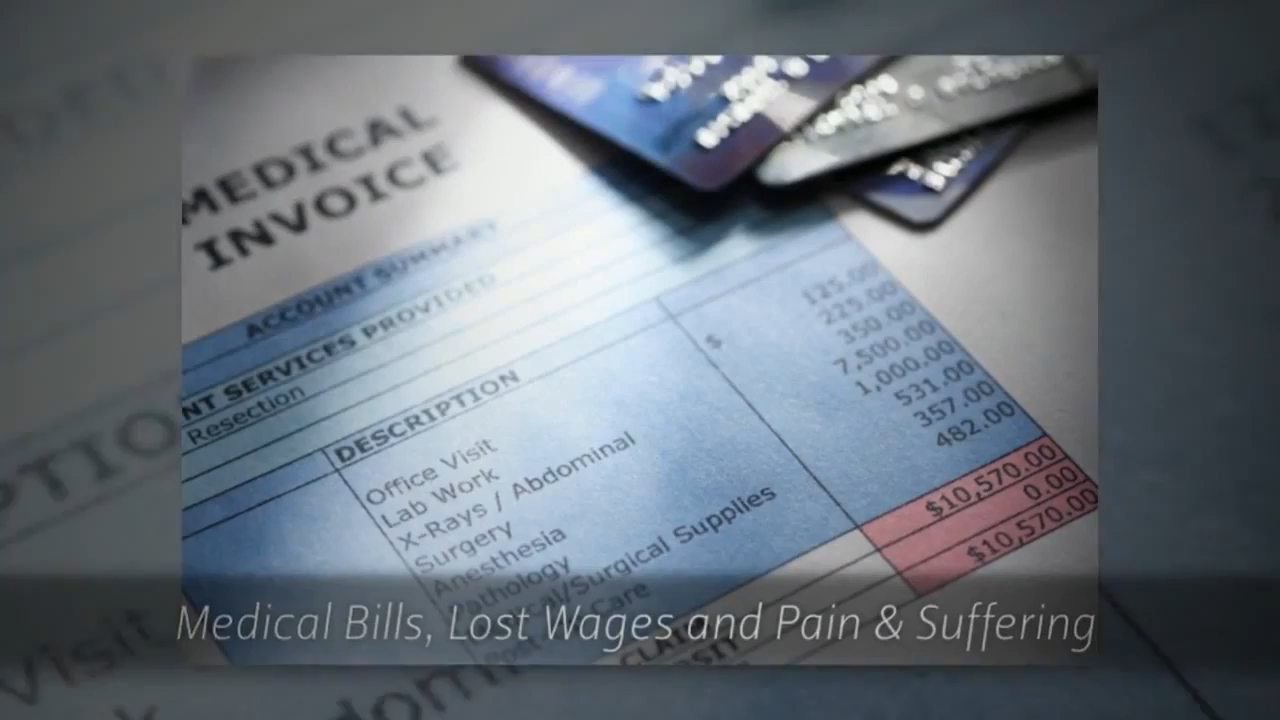 MEDICAL
INVOICE
ACCOUNT SUMMARY
NT SERVICES PROVIDED
Resection
DESCRIPTION
Office Visit
$ 125.00
Lab Work
225.00
X-Rays / Abdominal
350.00
Surgery
7,500.00
Anesthesia
1,000.00
Pathology
531.00
cal/Surgical Supplies
357.00
Care
482.00
$10,570.00
0.00
$10,570.00
Medical Bills, Lost Wages and Pain & Suffering